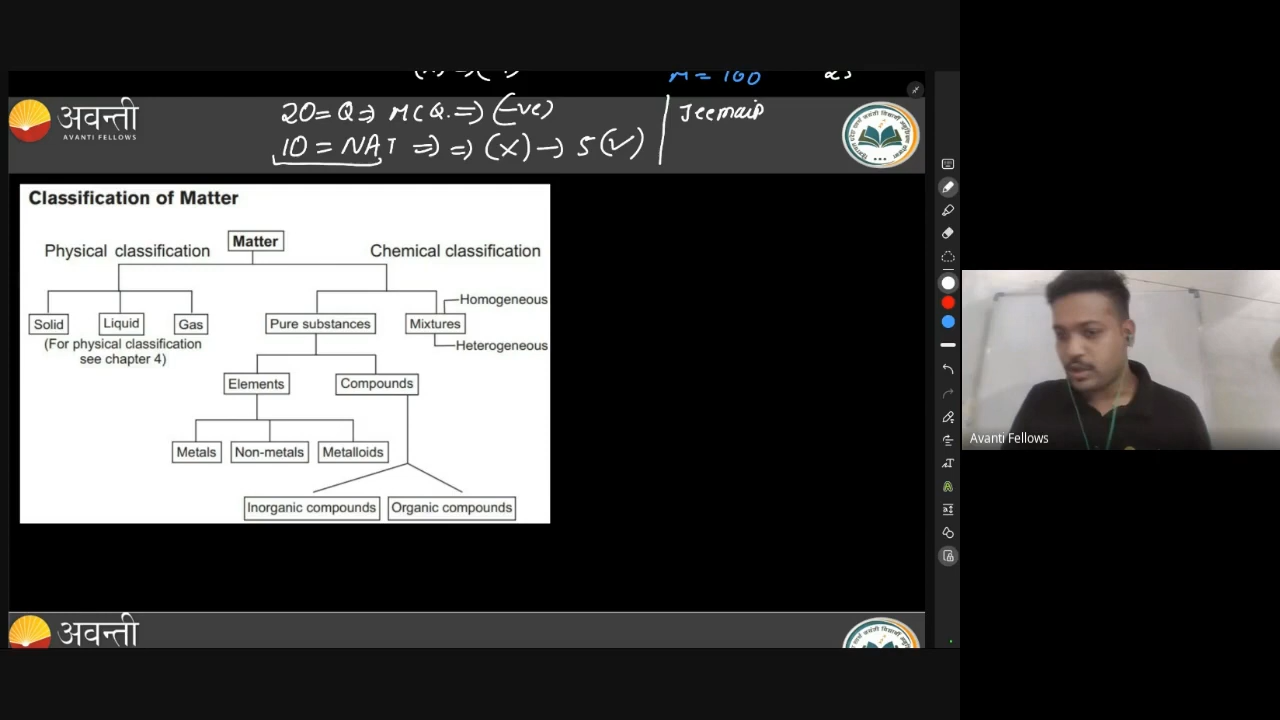 M = 100
अवन्ती
AVANTI FELLOWS
20 = Q ⇒ MCQ ⇒ (-ve)
10 = NAT ⇒ ⇒ (x) → 5 (✓)
Jeemain
Classification of Matter
Matter
Physical classification
Chemical classification
Homogeneous
Solid
Liquid
Gas
Pure substances
Mixtures
(For physical classification
see chapter 4)
Heterogeneous
Elements
Compounds
Metals
Non-metals
Metalloids
Inorganic compounds
Organic compounds
Avanti Fellows
अवन्ती